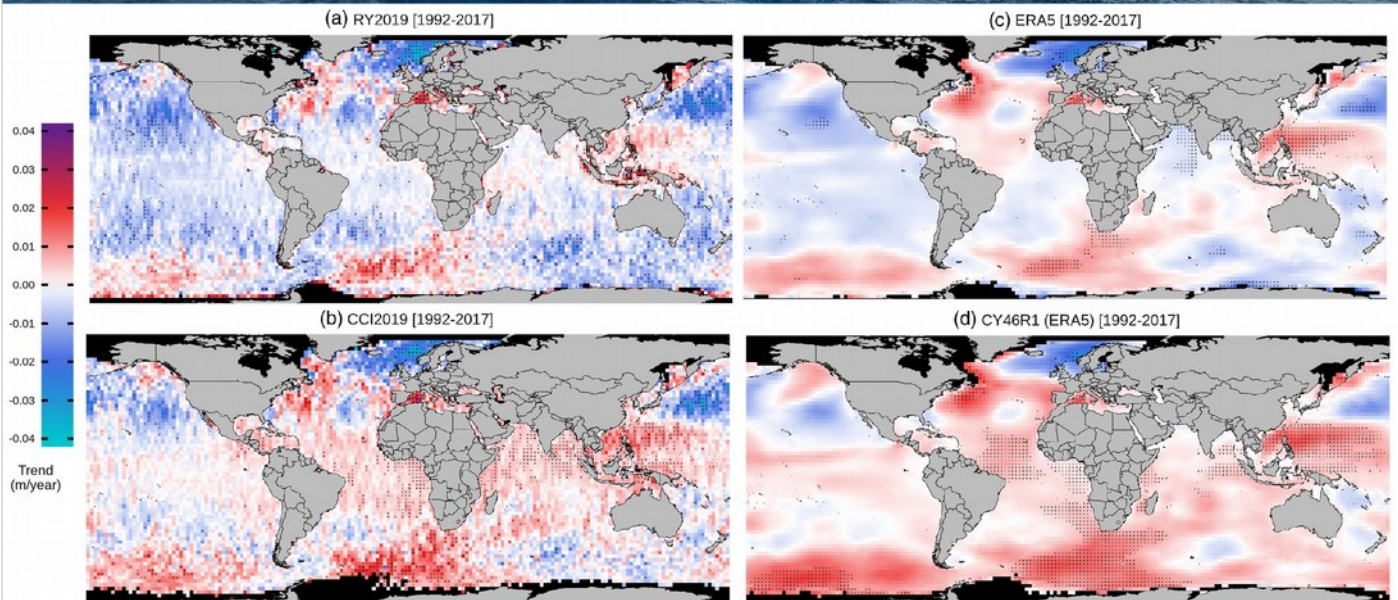 (a) RY2019 [1992-2017]
(c) ERA5 [1992-2017]
0.04
0.03
0.02
0.01
0.00
-0.01
-0.02
-0.03
-0.04
Trend
(m/year)
(b) CCI2019 [1992-2017]
(d) CY46R1 (ERA5) [1992-2017]